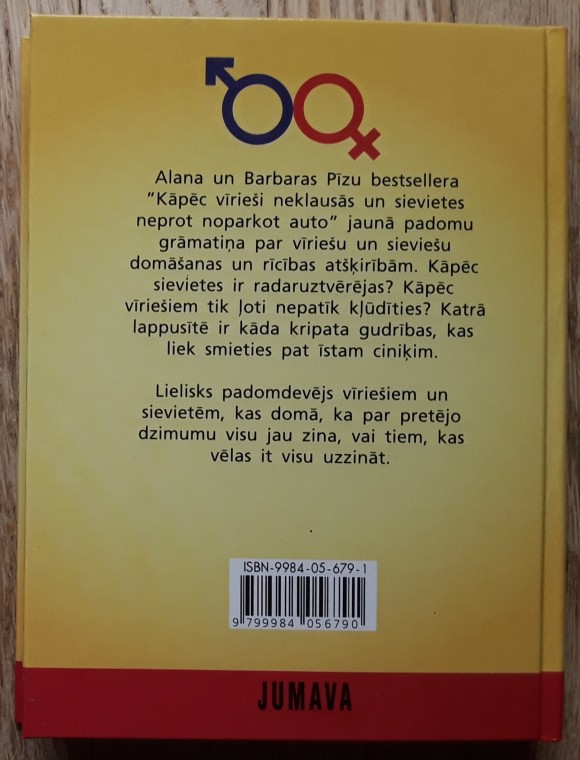 Alana un Barbaras Pīzu bestsellera
"Kāpēc vīrieši neklausās un sievietes
neprot noparkot auto" jaunā padomu
grāmatiņa par vīriešu un sieviešu
domāšanas un rīcības atšķirībām. Kāpēc
sievietes ir radaruztvērējas? Kāpēc
vīriešiem tik ļoti nepatīk kļūdīties? Katrā
lappusītē ir kāda kripata gudrības, kas
liek smieties pat īstam ciniķim.
Lielisks padomdevējs vīriešiem un
sievietēm, kas domā, ka par pretējo
dzimumu visu jau zina, vai tiem, kas
vēlas it visu uzzināt.
ISBN-9984-05-679-1
9 799984 056790
JUMAVA